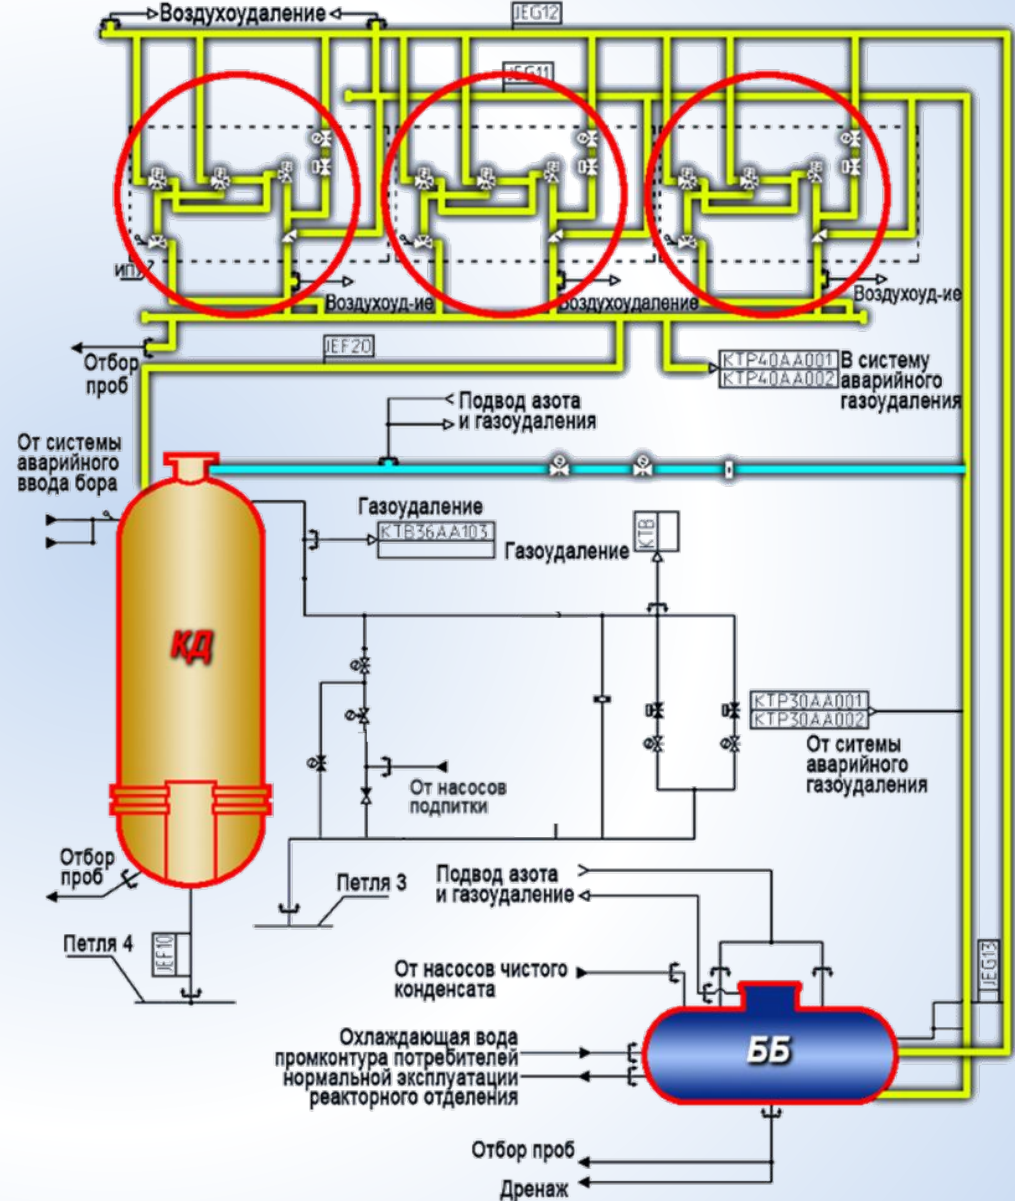 Воздухоудаление
JEG12
JEG11
ИПУ
Воздухоуд-ие
Воздухоудаление
Воздухоуд-ие
Отбор
проб
JEF20
KTP40AA001
KTP40AA002
В систему
аварийного
газоудаления
Подвод азота
и газоудаления
От системы
аварийного
ввода бора
Газоудаление
KTB36AA103
Газоудаление
KTB
КД
KTP30AA001
KTP30AA002
От ситемы
аварийного
газоудаления
От насосов
подпитки
Отбор
проб
Петля 3
Петля 4
JEF10
Подвод азота
и газоудаление
От насосов чистого
конденсата
JEG13
ББ
Охлаждающая вода
промконтура потребителей
нормальной эксплуатации
реакторного отделения
Отбор проб
Дренаж